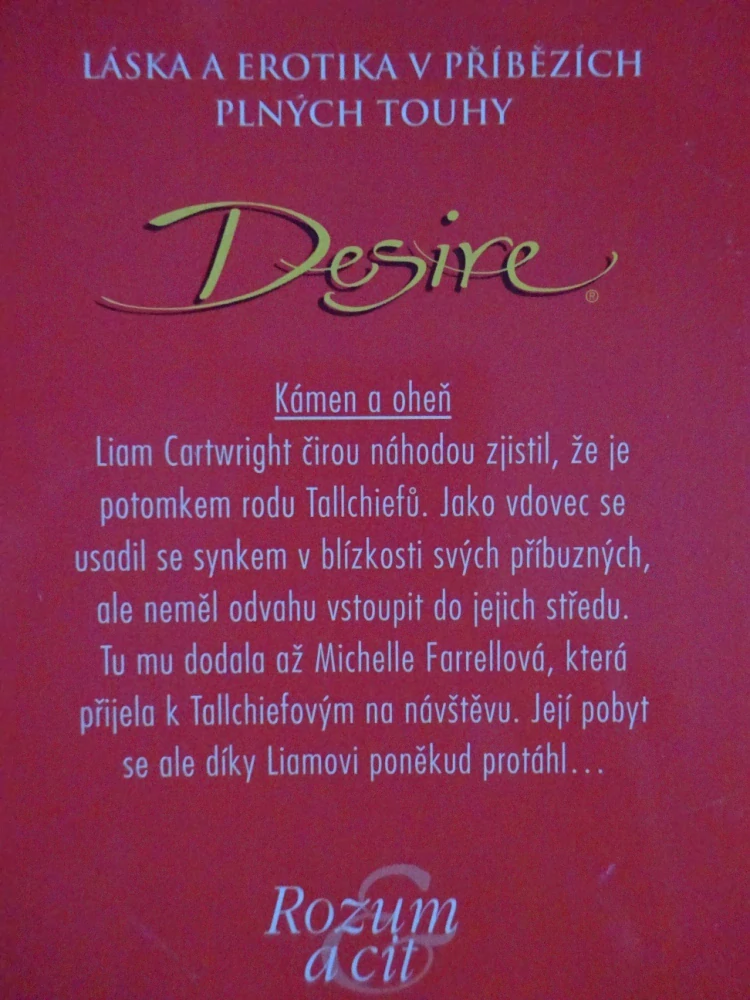 LÁSKA A EROTIKA V PŘÍBĚZÍCH
PLNÝCH TOUHY
Desire®
Kámen a oheň
Liam Cartwright čirou náhodou zjistil, že je
potomkem rodu Tallchiefů. Jako vdovec se
usadil se synkem v blízkosti svých příbuzných,
ale neměl odvahu vstoupit do jejich středu.
Tu mu dodala až Michelle Farrellová, která
přijela k Tallchiefovým na návštěvu. Její pobyt
se ale díky Liamovi poněkud protáhl...
Rozum
&
a cit